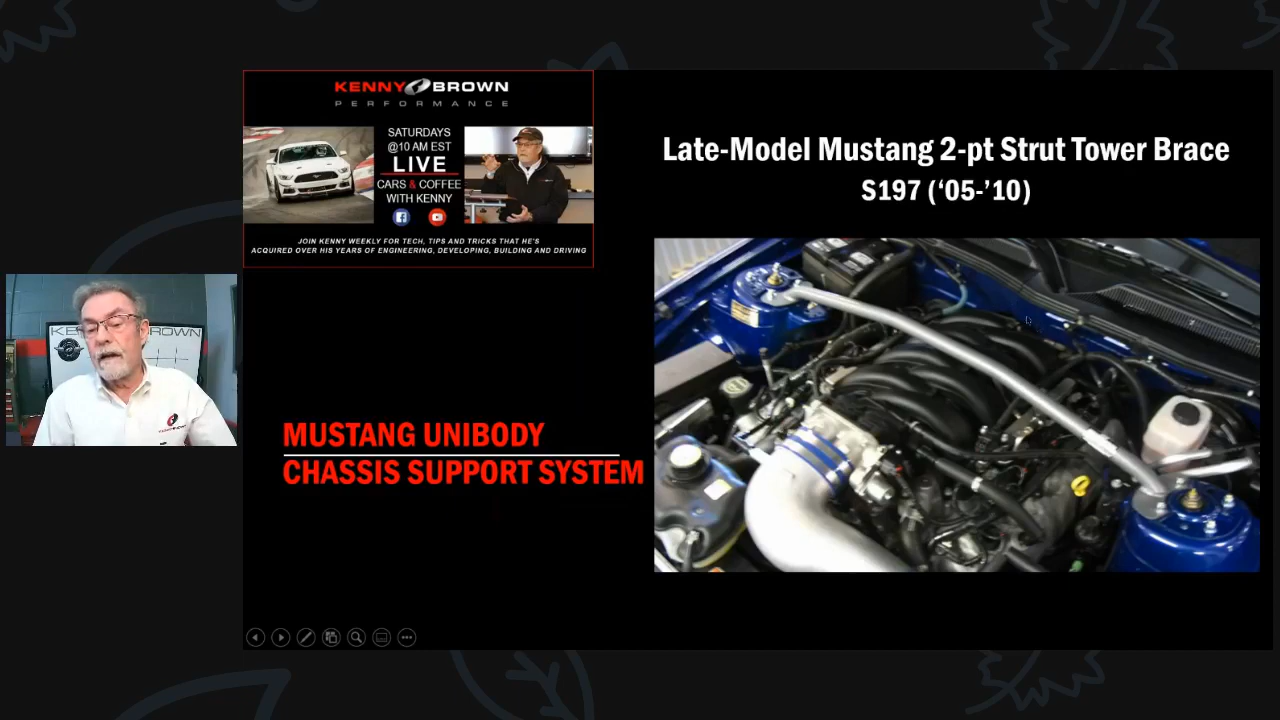 KENNY BROWN
PERFORMANCE
SATURDAYS
@10 AM EST
LIVE
CARS & COFFEE
WITH KENNY
JOIN KENNY WEEKLY FOR TECH, TIPS AND TRICKS THAT HE'S
ACQUIRED OVER HIS YEARS OF ENGINEERING, DEVELOPING, BUILDING AND DRIVING
Late-Model Mustang 2-pt Strut Tower Brace
S197 (‘05-’10)
MUSTANG UNIBODY
CHASSIS SUPPORT SYSTEM